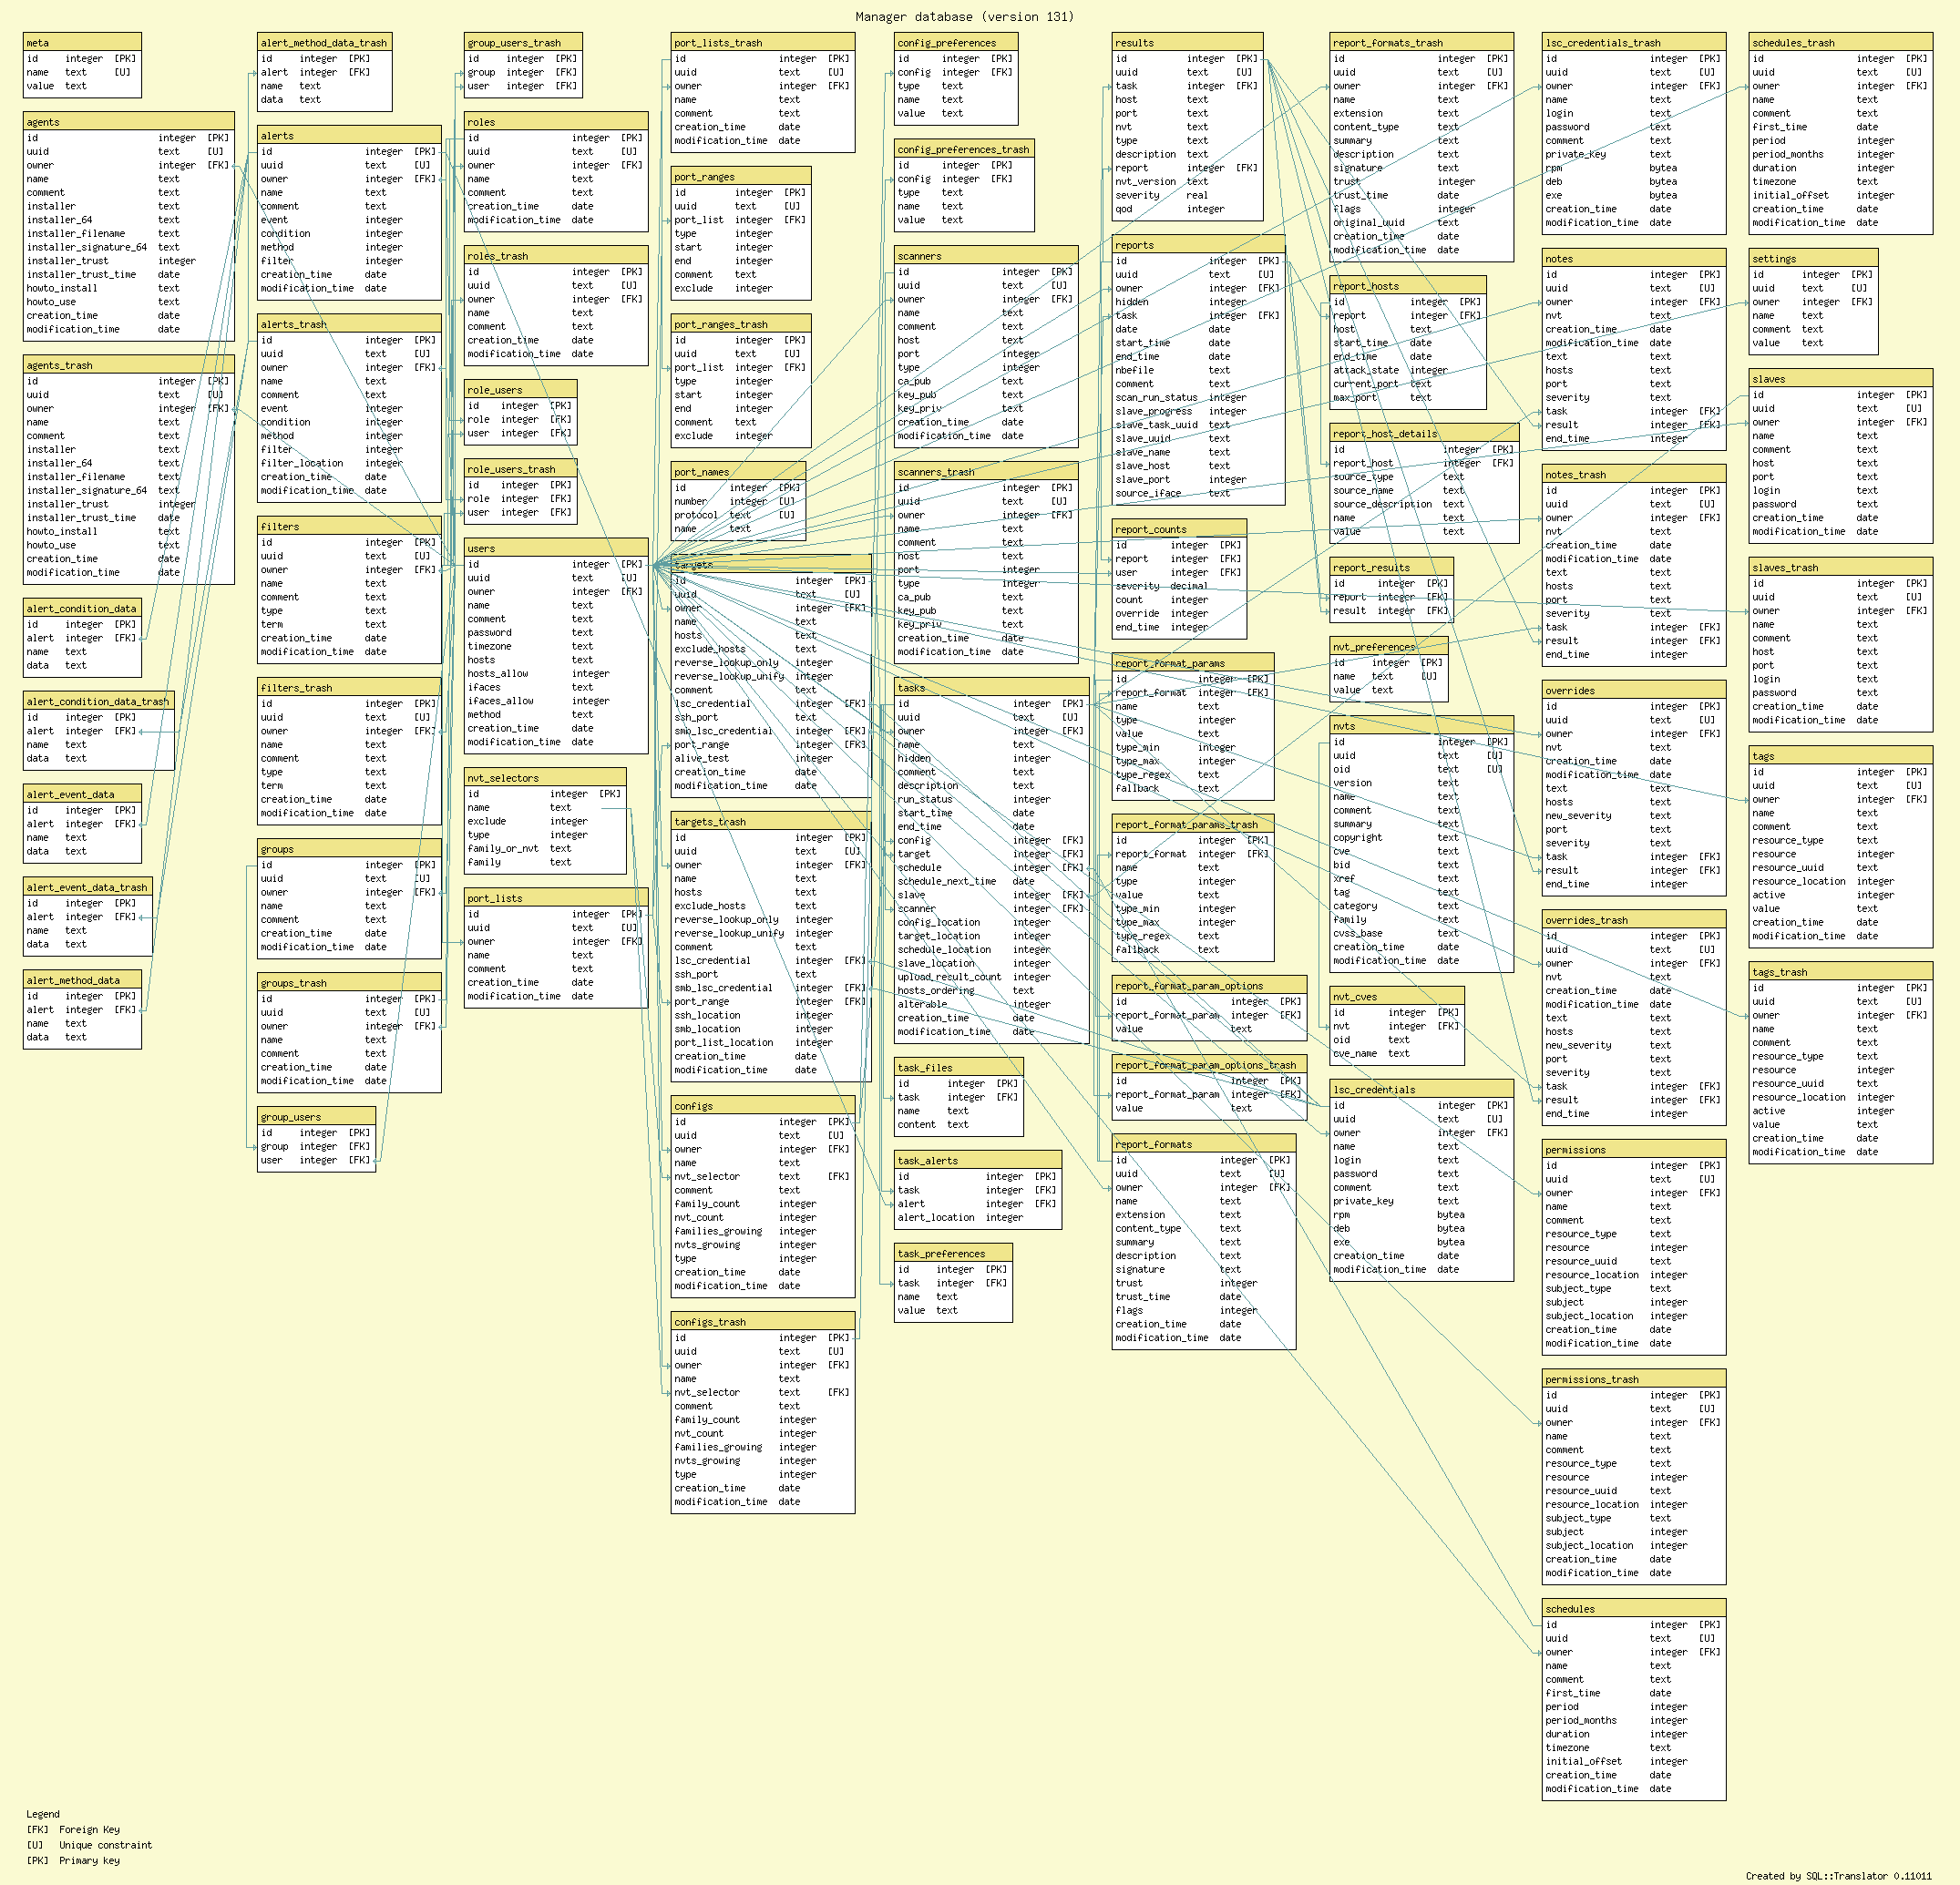 Manager database (version 131)
meta
id integer [PK]
name text [U]
value text
agents
id integer [PK]
uuid text [U]
owner integer [FK]
name text
comment text
installer text
installer_64 text
installer_filename text
installer_signature_64 text
installer_trust integer
installer_trust_time date
howto_install text
howto_use text
creation_time date
modification_time date
agents_trash
id integer [PK]
uuid text [U]
owner integer [FK]
name text
comment text
installer text
installer_64 text
installer_filename text
installer_signature_64 text
installer_trust integer
installer_trust_time date
howto_install text
howto_use text
creation_time date
modification_time date
alert_condition_data
id integer [PK]
alert integer [FK]
name text
data text
alert_condition_data_trash
id integer [PK]
alert integer [FK]
name text
data text
alert_event_data
id integer [PK]
alert integer [FK]
name text
data text
alert_event_data_trash
id integer [PK]
alert integer [FK]
name text
data text
alert_method_data
id integer [PK]
alert integer [FK]
name text
data text
alert_method_data_trash
id integer [PK]
alert integer [FK]
name text
data text
alerts
id integer [PK]
uuid text [U]
owner integer [FK]
name text
comment text
event integer
condition integer
method integer
filter integer
creation_time date
modification_time date
alerts_trash
id integer [PK]
uuid text [U]
owner integer [FK]
name text
comment text
event integer
condition integer
method integer
filter integer
filter_location integer
creation_time date
modification_time date
filters
id integer [PK]
uuid text [U]
owner integer [FK]
name text
comment text
type text
term text
creation_time date
modification_time date
filters_trash
id integer [PK]
uuid text [U]
owner integer [FK]
name text
comment text
type text
term text
creation_time date
modification_time date
groups
id integer [PK]
uuid text [U]
owner integer [FK]
name text
comment text
creation_time date
modification_time date
groups_trash
id integer [PK]
uuid text [U]
owner integer [FK]
name text
comment text
creation_time date
modification_time date
group_users
id integer [PK]
group integer [FK]
user integer [FK]
group_users_trash
id integer [PK]
group integer [FK]
user integer [FK]
roles
id integer [PK]
uuid text [U]
owner integer [FK]
name text
comment text
creation_time date
modification_time date
roles_trash
id integer [PK]
uuid text [U]
owner integer [FK]
name text
comment text
creation_time date
modification_time date
role_users
id integer [PK]
role integer [FK]
user integer [FK]
role_users_trash
id integer [PK]
role integer [FK]
user integer [FK]
users
id integer [PK]
uuid text [U]
owner integer [FK]
name text
comment text
password text
timezone text
hosts text
hosts_allow integer
ifaces text
ifaces_allow integer
method text
creation_time date
modification_time date
nvt_selectors
id integer [PK]
name text
exclude integer
type integer
family_or_nvt text
family text
port_lists
id integer [PK]
uuid text [U]
owner integer [FK]
name text
comment text
creation_time date
modification_time date
port_lists_trash
id integer [PK]
uuid text [U]
owner integer [FK]
name text
comment text
creation_time date
modification_time date
port_ranges
id integer [PK]
uuid text [U]
port_list integer [FK]
type integer
start integer
end integer
comment text
exclude integer
port_ranges_trash
id integer [PK]
uuid text [U]
port_list integer [FK]
type integer
start integer
end integer
comment text
exclude integer
port_names
id integer [PK]
number integer [U]
protocol text [U]
name text
targets
id integer [PK]
uuid text [U]
owner integer [FK]
name text
hosts text
exclude_hosts text
reverse_lookup_only integer
reverse_lookup_unify integer
comment text
lsc_credential integer [FK]
ssh_port text
smb_lsc_credential integer [FK]
port_range integer [FK]
alive_test integer
creation_time date
modification_time date
targets_trash
id integer [PK]
uuid text [U]
owner integer [FK]
name text
hosts text
exclude_hosts text
reverse_lookup_only integer
reverse_lookup_unify integer
comment text
lsc_credential integer [FK]
ssh_port text
smb_lsc_credential integer [FK]
port_range integer [FK]
ssh_location integer
smb_location integer
port_list_location integer
creation_time date
modification_time date
configs
id integer [PK]
uuid text [U]
owner integer [FK]
name text
nvt_selector text [FK]
comment text
family_count integer
nvt_count integer
families_growing integer
nvts_growing integer
type integer
creation_time date
modification_time date
configs_trash
id integer [PK]
uuid text [U]
owner integer [FK]
name text
nvt_selector text [FK]
comment text
family_count integer
nvt_count integer
families_growing integer
nvts_growing integer
type integer
creation_time date
modification_time date
config_preferences
id integer [PK]
config integer [FK]
type text
name text
value text
config_preferences_trash
id integer [PK]
config integer [FK]
type text
name text
value text
scanners
id integer [PK]
uuid text [U]
owner integer [FK]
name text
comment text
host text
port integer
type integer
ca_pub text
key_pub text
key_priv text
creation_time date
modification_time date
scanners_trash
id integer [PK]
uuid text [U]
owner integer [FK]
name text
comment text
host text
port integer
type integer
ca_pub text
key_pub text
key_priv text
creation_time date
modification_time date
tasks
id integer [PK]
uuid text [U]
owner integer [FK]
name text
hidden integer
comment text
description text
run_status integer
start_time date
end_time date
config integer [FK]
target integer [FK]
schedule integer [FK]
schedule_next_time date
slave integer [FK]
scanner integer [FK]
config_location integer
target_location integer
schedule_location integer
slave_location integer
upload_result_count integer
hosts_ordering text
alterable integer
creation_time date
modification_time date
task_files
id integer [PK]
task integer [FK]
name text
content text
task_alerts
id integer [PK]
task integer [FK]
alert integer [FK]
alert_location integer
task_preferences
id integer [PK]
task integer [FK]
name text
value text
results
id integer [PK]
uuid text [U]
task integer [FK]
host text
port text
nvt text
type text
description text
report integer [FK]
nvt_version text
severity real
qod integer
reports
id integer [PK]
uuid text [U]
owner integer [FK]
hidden integer
task integer [FK]
date date
start_time date
end_time date
nbefile text
comment text
scan_run_status integer
slave_progress integer
slave_task_uuid text
slave_uuid text
slave_name text
slave_host text
slave_port integer
source_iface text
report_counts
id integer [PK]
report integer [FK]
user integer [FK]
severity decimal
count integer
override integer
end_time integer
report_format_params
id integer [PK]
report_format integer [FK]
name text
type integer
value text
type_min integer
type_max integer
type_regex text
fallback text
report_format_params_trash
id integer [PK]
report_format integer [FK]
name text
type integer
value text
type_min integer
type_max integer
type_regex text
fallback text
report_format_param_options
id integer [PK]
report_format_param integer [FK]
value text
report_format_param_options_trash
id integer [PK]
report_format_param integer [FK]
value text
report_formats
id integer [PK]
uuid text [U]
owner integer [FK]
name text
extension text
content_type text
summary text
description text
signature text
trust integer
trust_time date
flags integer
creation_time date
modification_time date
report_formats_trash
id integer [PK]
uuid text [U]
owner integer [FK]
name text
extension text
content_type text
summary text
description text
signature text
trust integer
trust_time date
flags integer
original_uuid text
creation_time date
modification_time date
report_hosts
id integer [PK]
report integer [FK]
host text
start_time date
end_time date
attack_state integer
current_port text
max_port text
report_host_details
id integer [PK]
report_host integer [FK]
source_type text
source_name text
source_description text
name text
value text
report_results
id integer [PK]
report integer [FK]
result integer [FK]
nvt_preferences
id integer [PK]
name text [U]
value text
nvts
id integer [PK]
uuid text [U]
oid text [U]
version text
name text
comment text
summary text
copyright text
cve text
bid text
xref text
tag text
category text
family text
cvss_base text
creation_time date
modification_time date
nvt_cves
id integer [PK]
nvt integer [FK]
oid text
cve_name text
lsc_credentials
id integer [PK]
uuid text [U]
owner integer [FK]
name text
login text
password text
comment text
private_key text
rpm bytea
deb bytea
exe bytea
creation_time date
modification_time date
lsc_credentials_trash
id integer [PK]
uuid text [U]
owner integer [FK]
name text
login text
password text
comment text
private_key text
rpm bytea
deb bytea
exe bytea
creation_time date
modification_time date
notes
id integer [PK]
uuid text [U]
owner integer [FK]
nvt text
creation_time date
modification_time date
text text
hosts text
port text
severity text
task integer [FK]
result integer [FK]
end_time integer
notes_trash
id integer [PK]
uuid text [U]
owner integer [FK]
nvt text
creation_time date
modification_time date
text text
hosts text
port text
severity text
task integer [FK]
result integer [FK]
end_time integer
overrides
id integer [PK]
uuid text [U]
owner integer [FK]
nvt text
creation_time date
modification_time date
text text
hosts text
new_severity text
port text
severity text
task integer [FK]
result integer [FK]
end_time integer
overrides_trash
id integer [PK]
uuid text [U]
owner integer [FK]
nvt text
creation_time date
modification_time date
text text
hosts text
new_severity text
port text
severity text
task integer [FK]
result integer [FK]
end_time integer
permissions
id integer [PK]
uuid text [U]
owner integer [FK]
name text
comment text
resource_type text
resource integer
resource_uuid text
resource_location integer
subject_type text
subject integer
subject_location integer
creation_time date
modification_time date
permissions_trash
id integer [PK]
uuid text [U]
owner integer [FK]
name text
comment text
resource_type text
resource integer
resource_uuid text
resource_location integer
subject_type text
subject integer
subject_location integer
creation_time date
modification_time date
schedules
id integer [PK]
uuid text [U]
owner integer [FK]
name text
comment text
first_time date
period integer
period_months integer
duration integer
timezone text
initial_offset integer
creation_time date
modification_time date
schedules_trash
id integer [PK]
uuid text [U]
owner integer [FK]
name text
comment text
first_time date
period integer
period_months integer
duration integer
timezone text
initial_offset integer
creation_time date
modification_time date
settings
id integer [PK]
uuid text [U]
owner integer [FK]
name text
comment text
value text
slaves
id integer [PK]
uuid text [U]
owner integer [FK]
name text
comment text
host text
port text
login text
password text
creation_time date
modification_time date
slaves_trash
id integer [PK]
uuid text [U]
owner integer [FK]
name text
comment text
host text
port text
login text
password text
creation_time date
modification_time date
tags
id integer [PK]
uuid text [U]
owner integer [FK]
name text
comment text
resource_type text
resource integer
resource_uuid text
resource_location integer
active integer
value text
creation_time date
modification_time date
tags_trash
id integer [PK]
uuid text [U]
owner integer [FK]
name text
comment text
resource_type text
resource integer
resource_uuid text
resource_location integer
active integer
value text
creation_time date
modification_time date
Legend
[FK] Foreign Key
[U] Unique constraint
[PK] Primary key
Created by SQL::Translator 0.11011